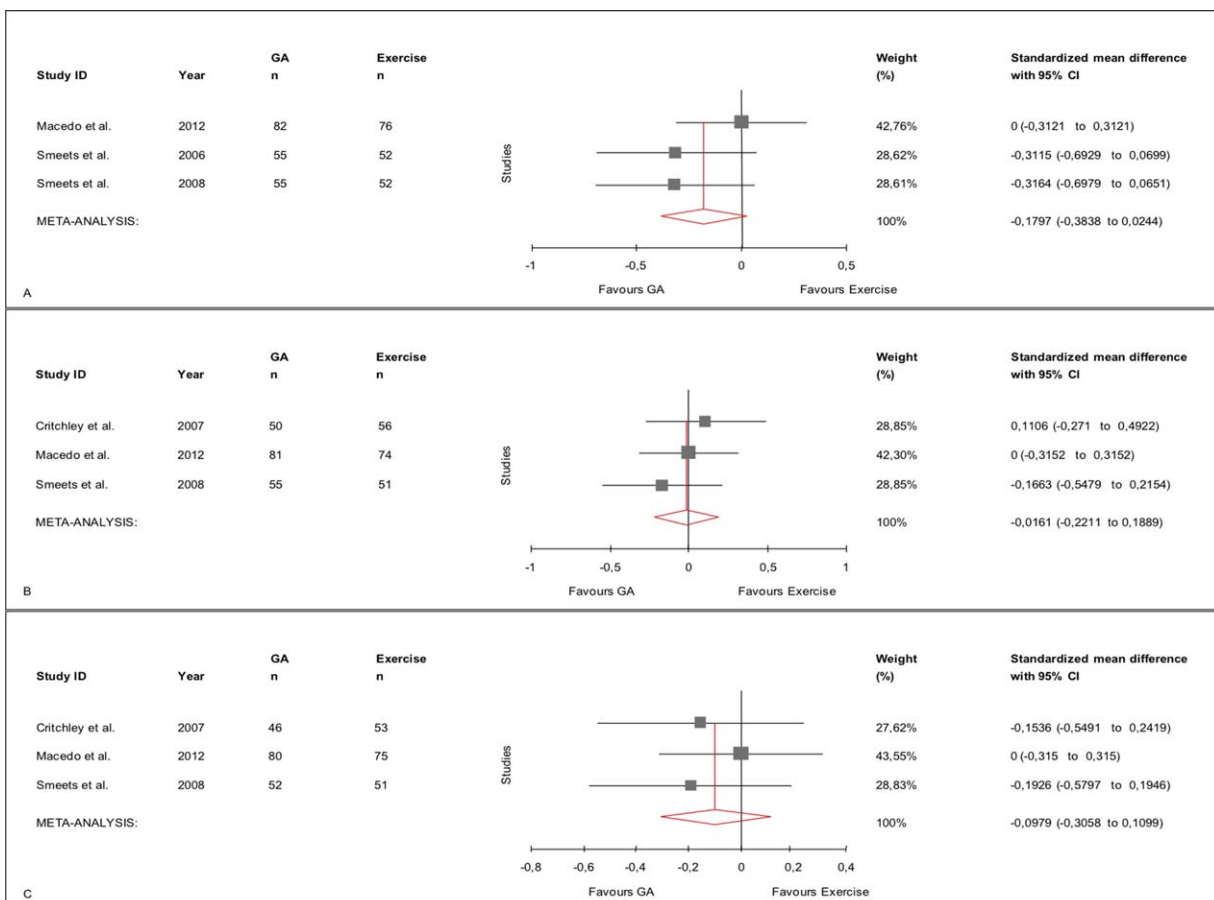 GA Exercise Weight Standardized mean difference
Study ID Year n n (%) with 95% CI
Macedo et al. 2012 82 76 42,76% 0 (-0,3121 to 0,3121)
Smeets et al. 2006 55 52 28,62% -0,3115 (-0,6929 to 0,0699)
Smeets et al. 2008 55 52 28,61% -0,3164 (-0,6979 to 0,0651)
META-ANALYSIS: 100% -0,1797 (-0,3838 to 0,0244)
Studies
-1 -0,5 0 0,5
Favours GA Favours Exercise
A
GA Exercise Weight Standardized mean difference
Study ID Year n n (%) with 95% CI
Critchley et al. 2007 50 56 28,85% 0,1106 (-0,271 to 0,4922)
Macedo et al. 2012 81 74 42,30% 0 (-0,3152 to 0,3152)
Smeets et al. 2008 55 51 28,85% -0,1663 (-0,5479 to 0,2154)
META-ANALYSIS: 100% -0,0161 (-0,2211 to 0,1889)
Studies
-1 -0,5 0 0,5 1
Favours GA Favours Exercise
B
GA Exercise Weight Standardized mean difference
Study ID Year n n (%) with 95% CI
Critchley et al. 2007 46 53 27,62% -0,1536 (-0,5491 to 0,2419)
Macedo et al. 2012 80 75 43,55% 0 (-0,315 to 0,315)
Smeets et al. 2008 52 51 28,83% -0,1926 (-0,5797 to 0,1946)
META-ANALYSIS: 100% -0,0979 (-0,3058 to 0,1099)
Studies
-0,8 -0,6 -0,4 -0,2 0 0,2 0,4
Favours GA Favours Exercise
C